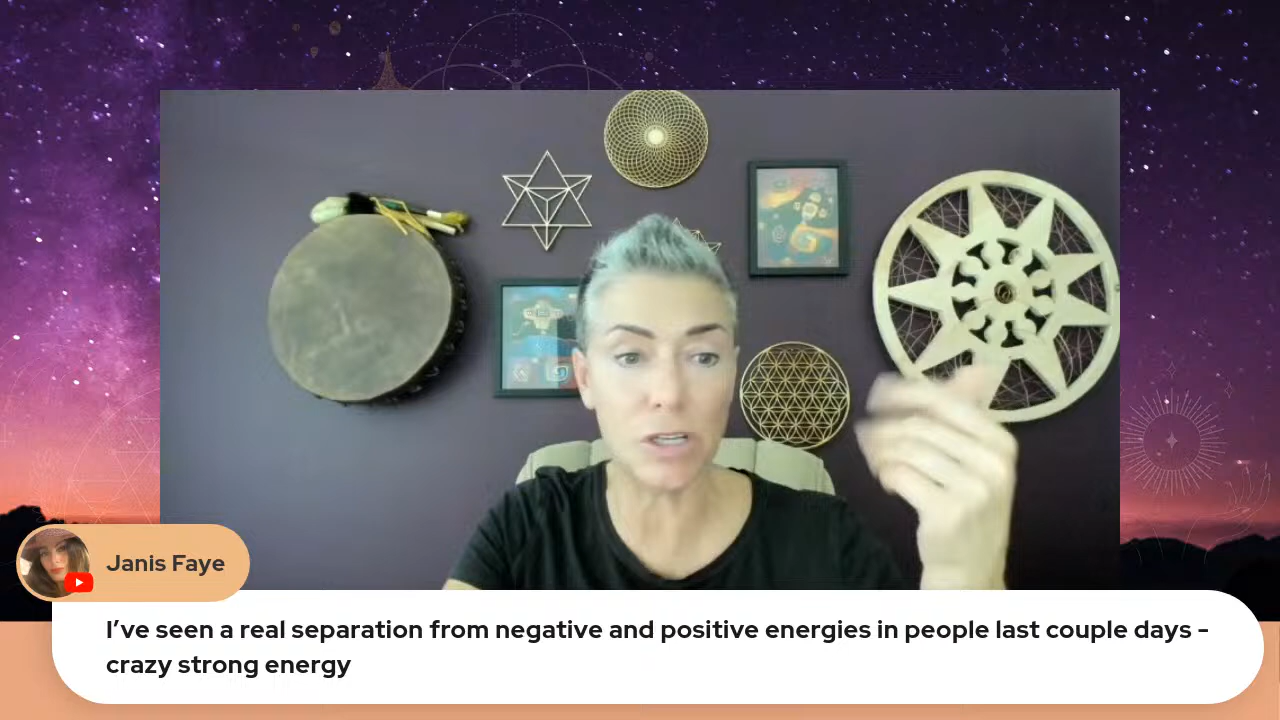 Janis Faye
I’ve seen a real separation from negative and positive energies in people last couple days -
crazy strong energy